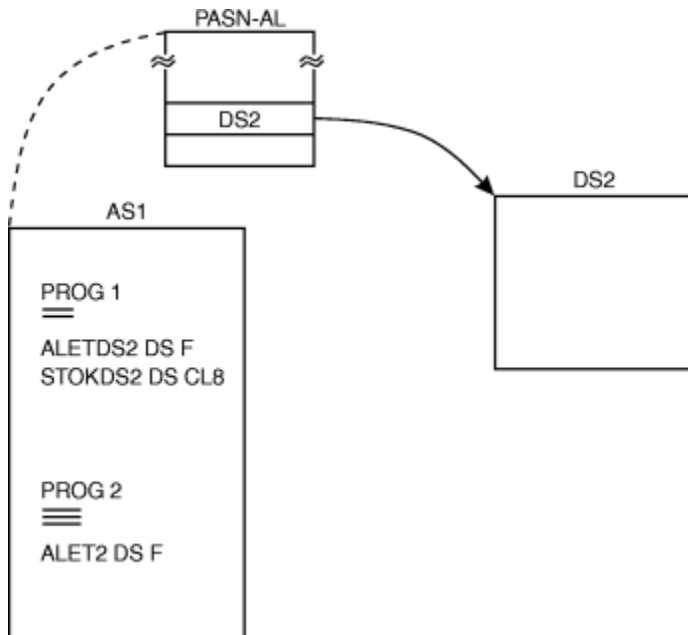 PASN-AL
DS2
DS2
AS1
PROG 1
ALETDS2 DS F
STOKDS2 DS CL8
PROG 2
ALET2 DS F